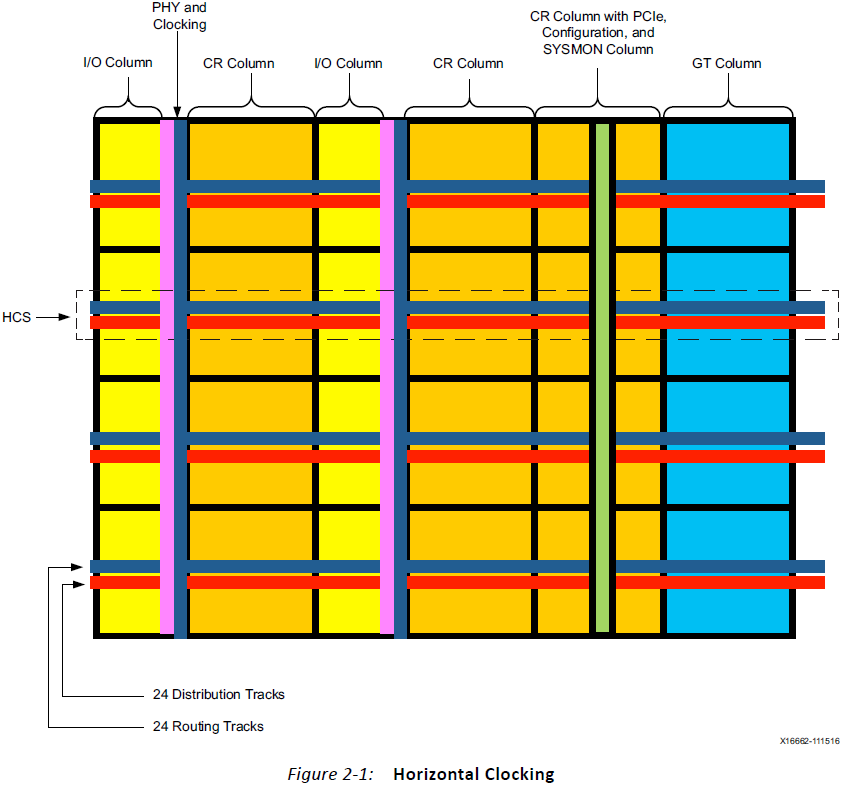 PHY and
Clocking
CR Column with PCIe,
Configuration, and
SYSMON Column
I/O Column
CR Column
I/O Column
CR Column
GT Column
HCS
24 Distribution Tracks
24 Routing Tracks
X16662-111516
Figure 2-1: Horizontal Clocking